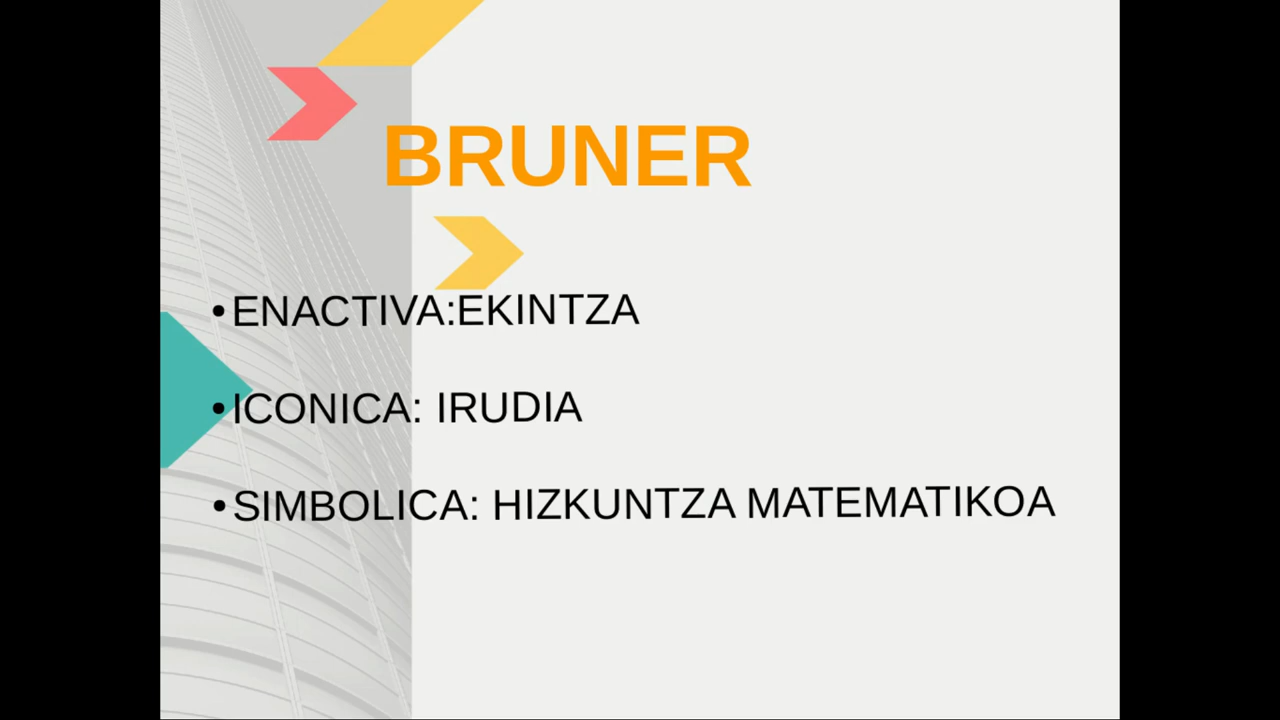 BRUNER
•ENACTIVA:EKINTZA
•ICONICA: IRUDIA
•SIMBOLICA: HIZKUNTZA MATEMATIKOA